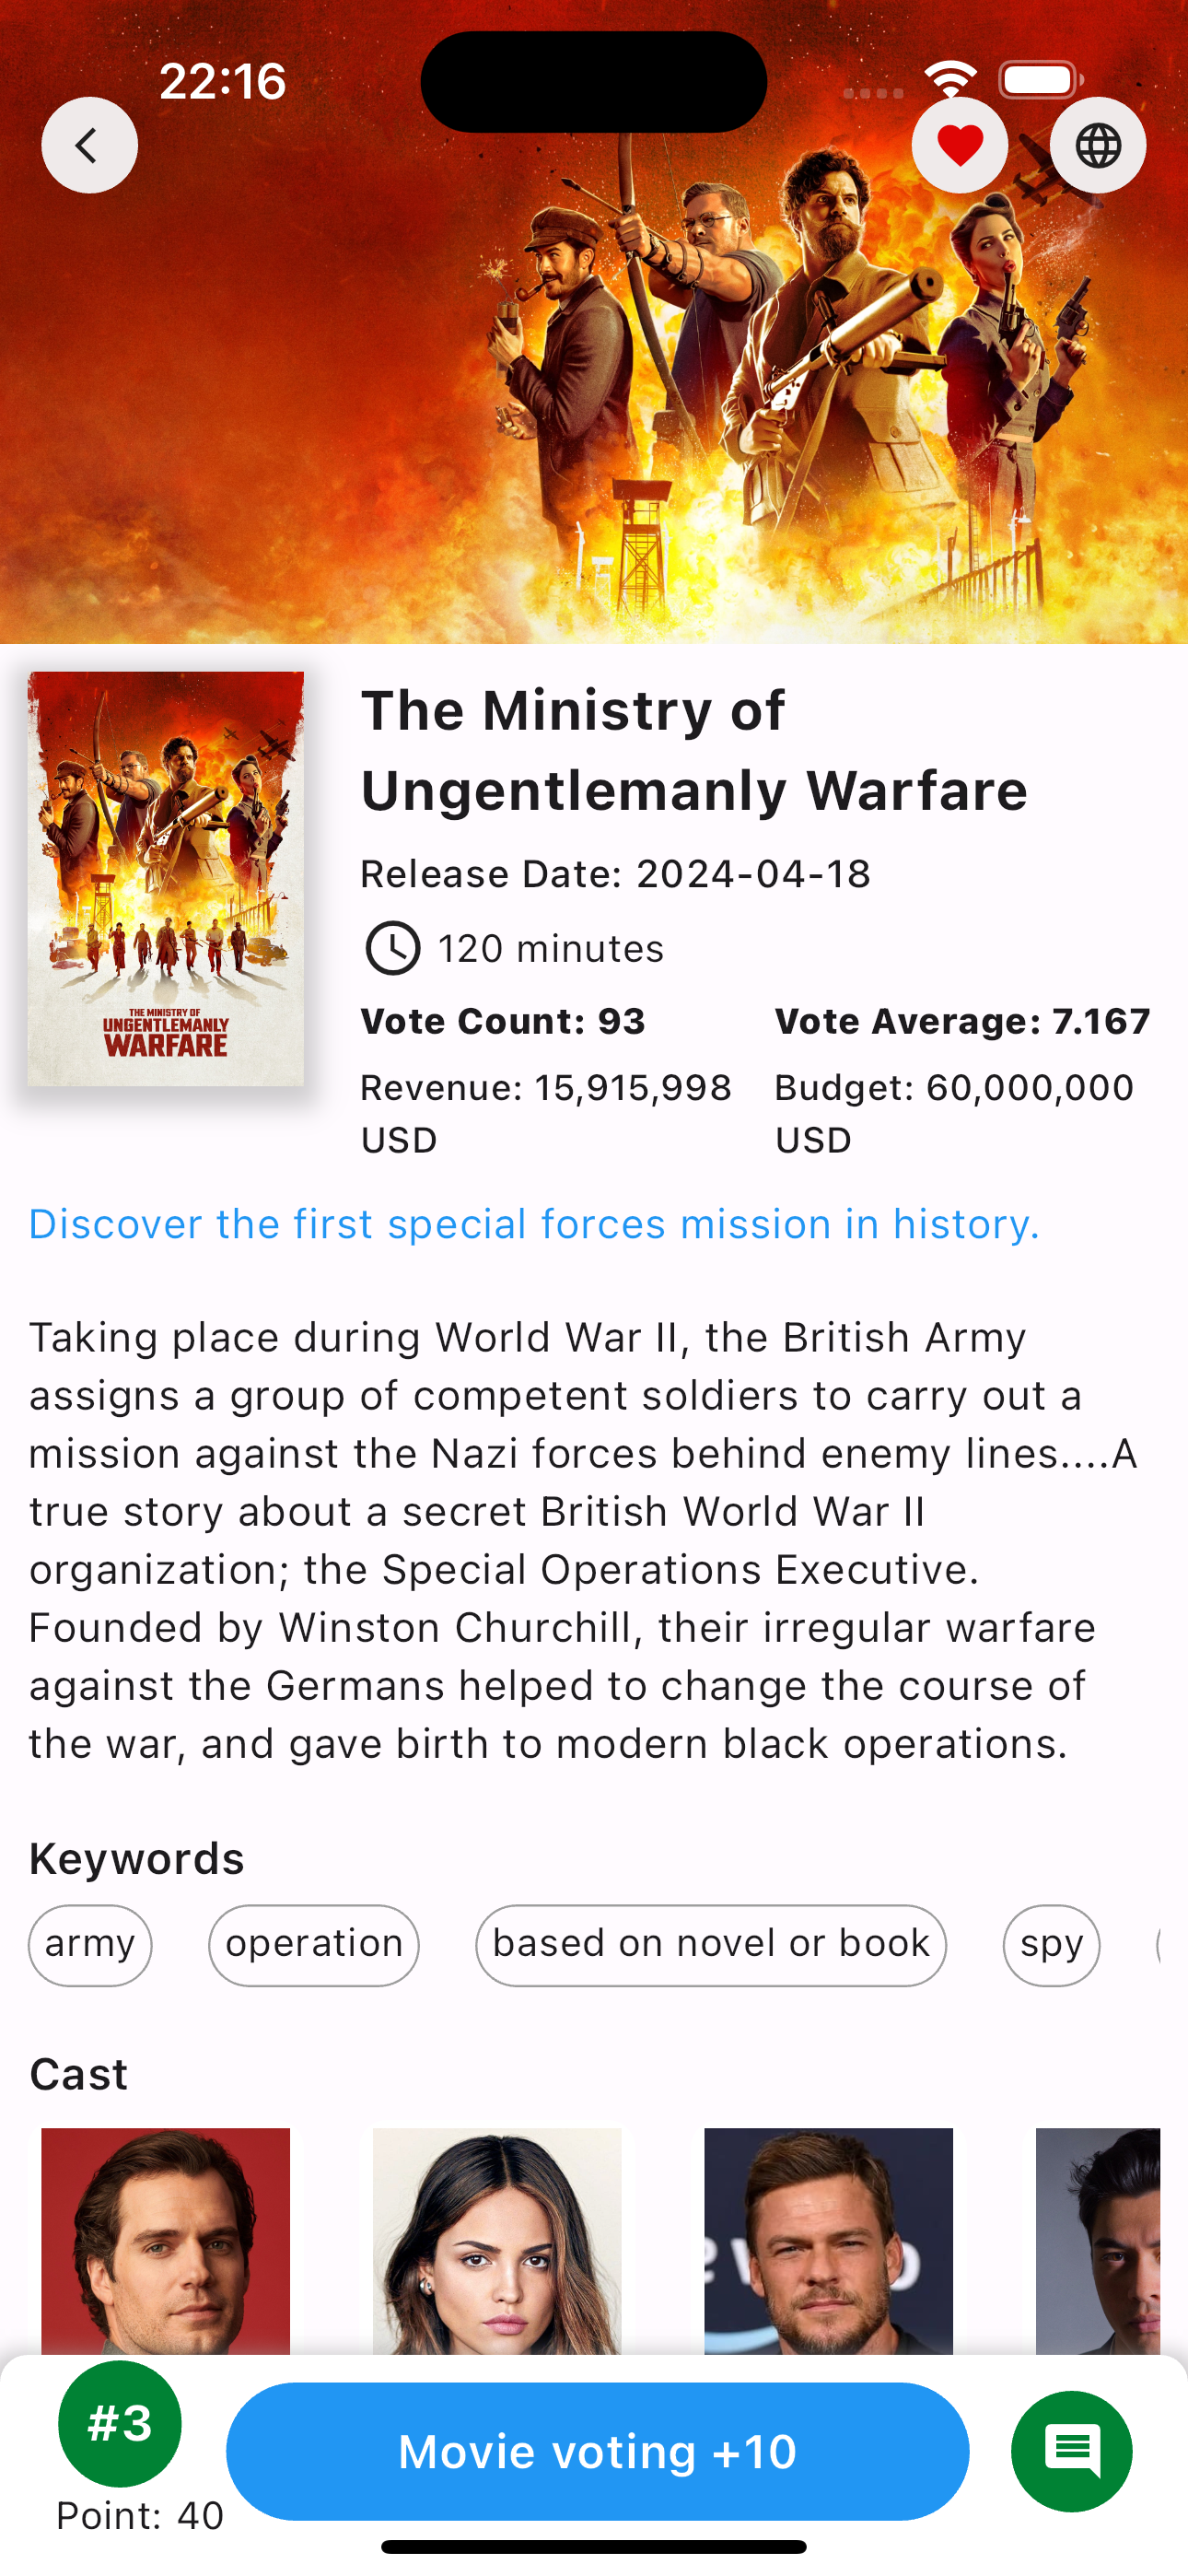 22:16
The Ministry of
Ungentlemanly Warfare
Release Date: 2024-04-18
120 minutes
Vote Count: 93
Vote Average: 7.167
Revenue: 15,915,998
USD
Budget: 60,000,000
USD
THE MINISTRY OF
UNGENTLEMANLY
WARFARE
Discover the first special forces mission in history.
Taking place during World War II, the British Army
assigns a group of competent soldiers to carry out a
mission against the Nazi forces behind enemy lines....A
true story about a secret British World War II
organization; the Special Operations Executive.
Founded by Winston Churchill, their irregular warfare
against the Germans helped to change the course of
the war, and gave birth to modern black operations.
Keywords
army
operation
based on novel or book
spy
Cast
#3
Point: 40
Movie voting +10